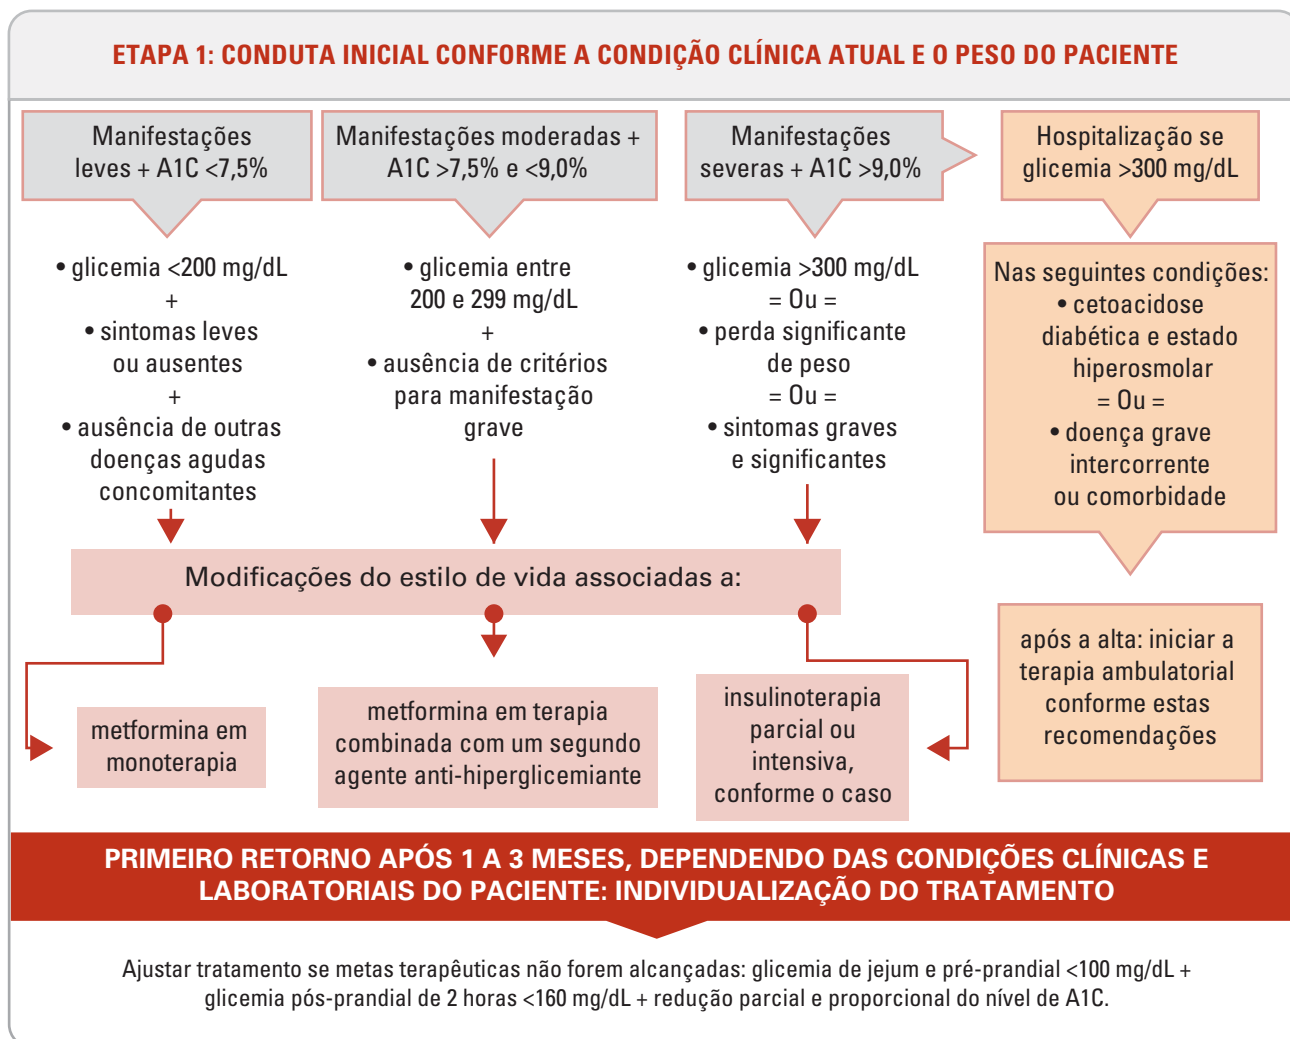 ETAPA 1: CONDUTA INICIAL CONFORME A CONDIÇÃO CLÍNICA ATUAL E O PESO DO PACIENTE
Manifestações
leves + A1C <7,5%
• glicemia <200 mg/dL
+
• sintomas leves
ou ausentes
+
• ausência de outras
doenças agudas
concomitantes
Manifestações moderadas +
A1C >7,5% e <9,0%
• glicemia entre
200 e 299 mg/dL
+
• ausência de critérios
para manifestação
grave
Manifestações
severas + A1C >9,0%
• glicemia >300 mg/dL
= Ou =
• perda significante
de peso
= Ou =
• sintomas graves
e significantes
Hospitalização se
glicemia >300 mg/dL
Nas seguintes condições:
• cetoacidose
diabética e estado
hiperosmolar
= Ou =
• doença grave
intercorrente
ou comorbidade
Modificações do estilo de vida associadas a:
metformina em
monoterapia
metformina em terapia
combinada com um segundo
agente anti-hiperglicemiante
insulinoterapia
parcial ou
intensiva,
conforme o caso
após a alta: iniciar a
terapia ambulatorial
conforme estas
recomendações
PRIMEIRO RETORNO APÓS 1 A 3 MESES, DEPENDENDO DAS CONDIÇÕES CLÍNICAS E
LABORATORIAIS DO PACIENTE: INDIVIDUALIZAÇÃO DO TRATAMENTO
Ajustar tratamento se metas terapêuticas não forem alcançadas: glicemia de jejum e pré-prandial <100 mg/dL +
glicemia pós-prandial de 2 horas <160 mg/dL + redução parcial e proporcional do nível de A1C.